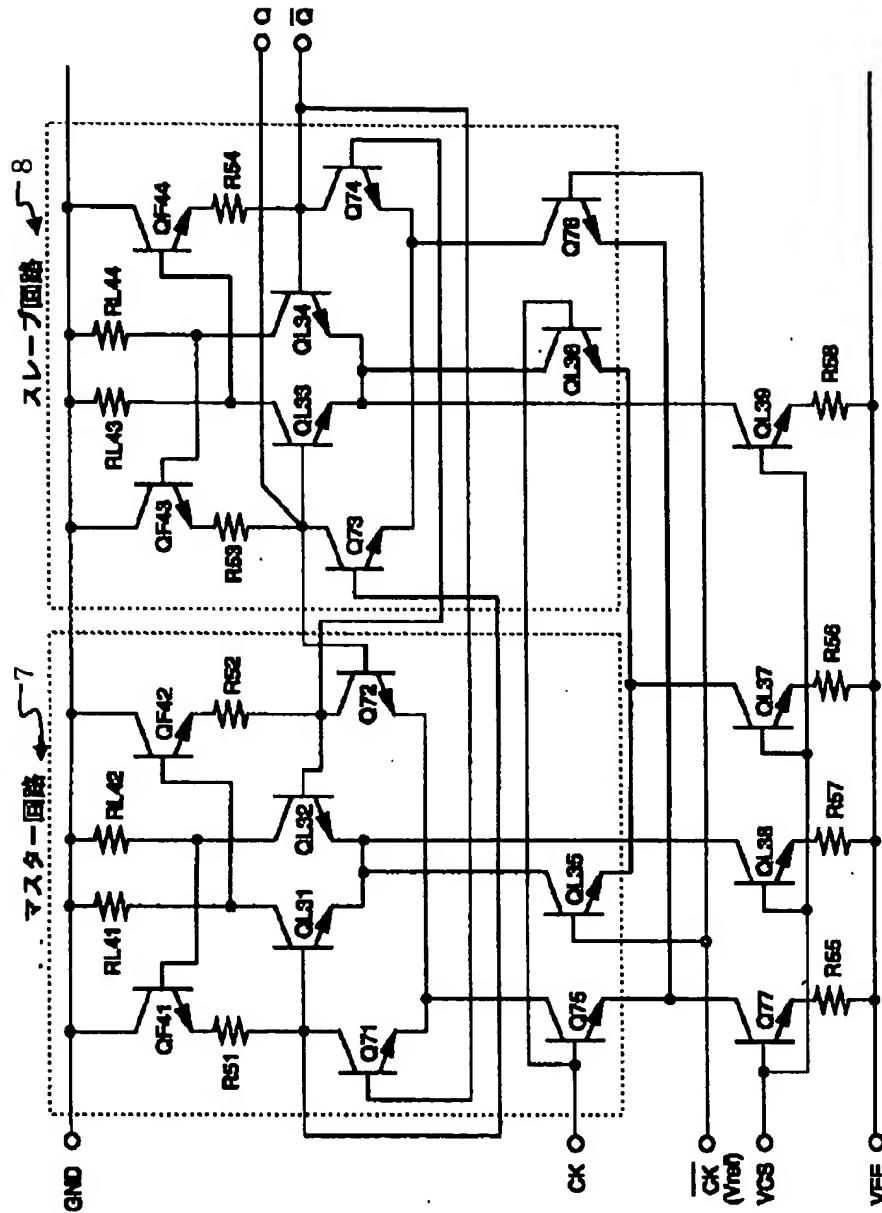 マスター回路 7
スレーブ回路 8
GND
RL41
RL42
RL43
RL44
QF41
QF42
QF43
QF44
R51
R52
R53
R54
Q
Q̅
QL31
QL32
QL33
QL34
Q71
Q72
Q73
Q74
Q75
QL35
QL36
Q76
CK
C̅K̅
(Vref)
VCS
Q77
QL38
QL37
QL39
R55
R57
R56
R58
VEE